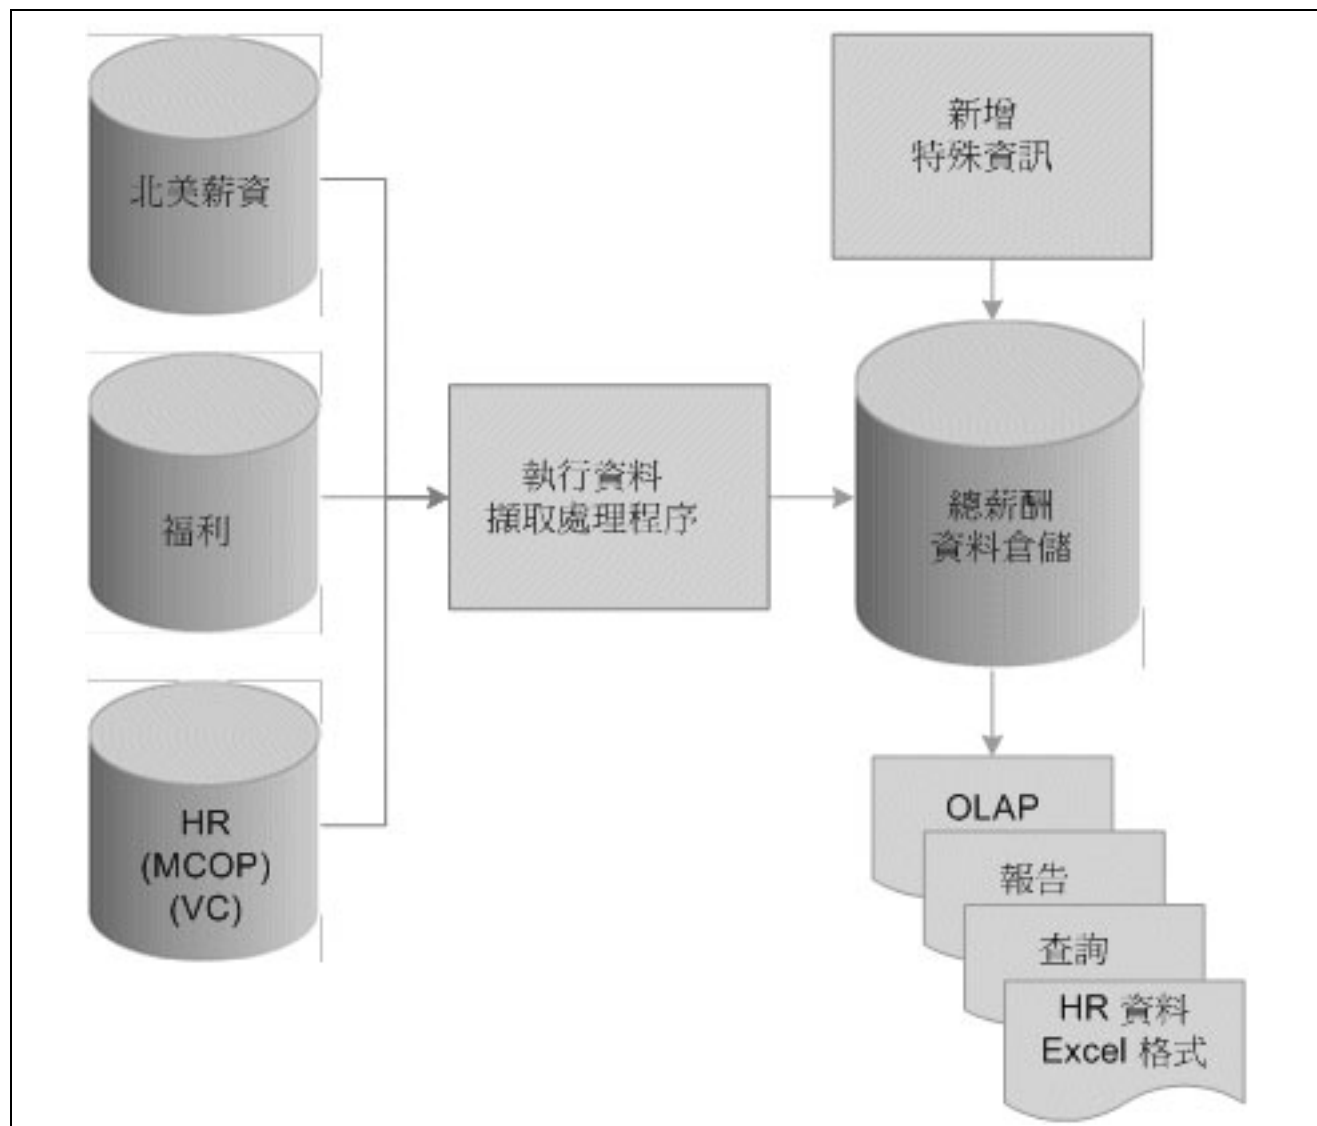 北美薪資
新增
特殊資訊
福利
執行資料
擷取處理程序
總薪酬
資料倉儲
HR
(MCOP)
(VC)
OLAP
報告
查詢
HR 資料
Excel 格式